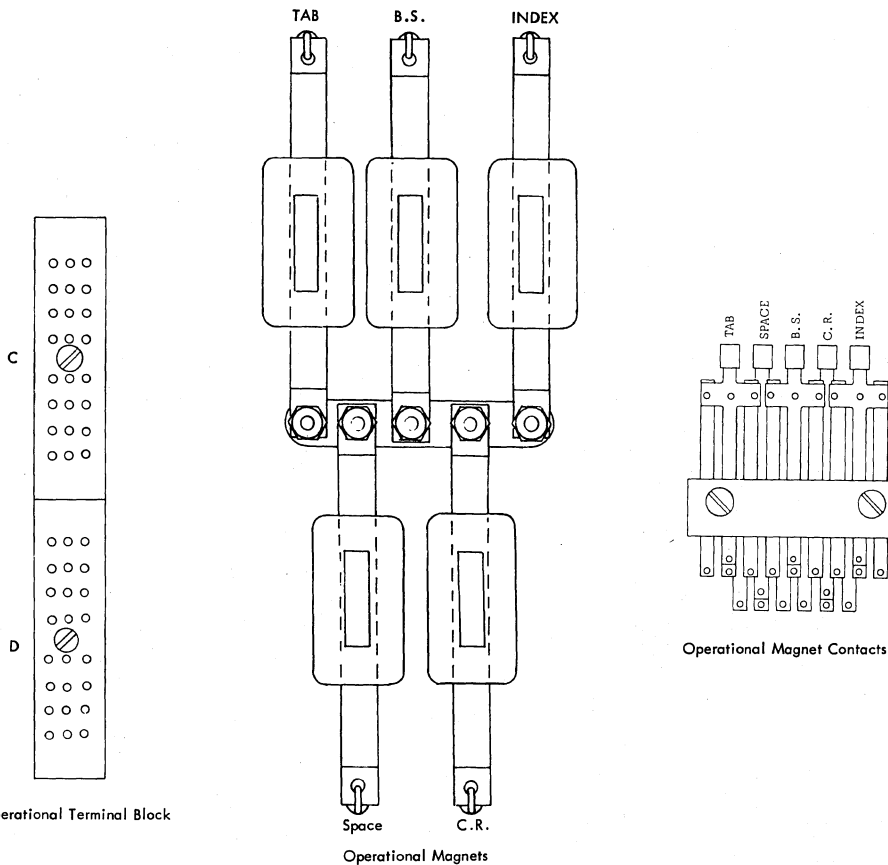 TAB B.S. INDEX
TAB
SPACE
B.S.
C.R.
INDEX
C
D
Operational Magnet Contacts
erational Terminal Block
Space C.R.
Operational Magnets